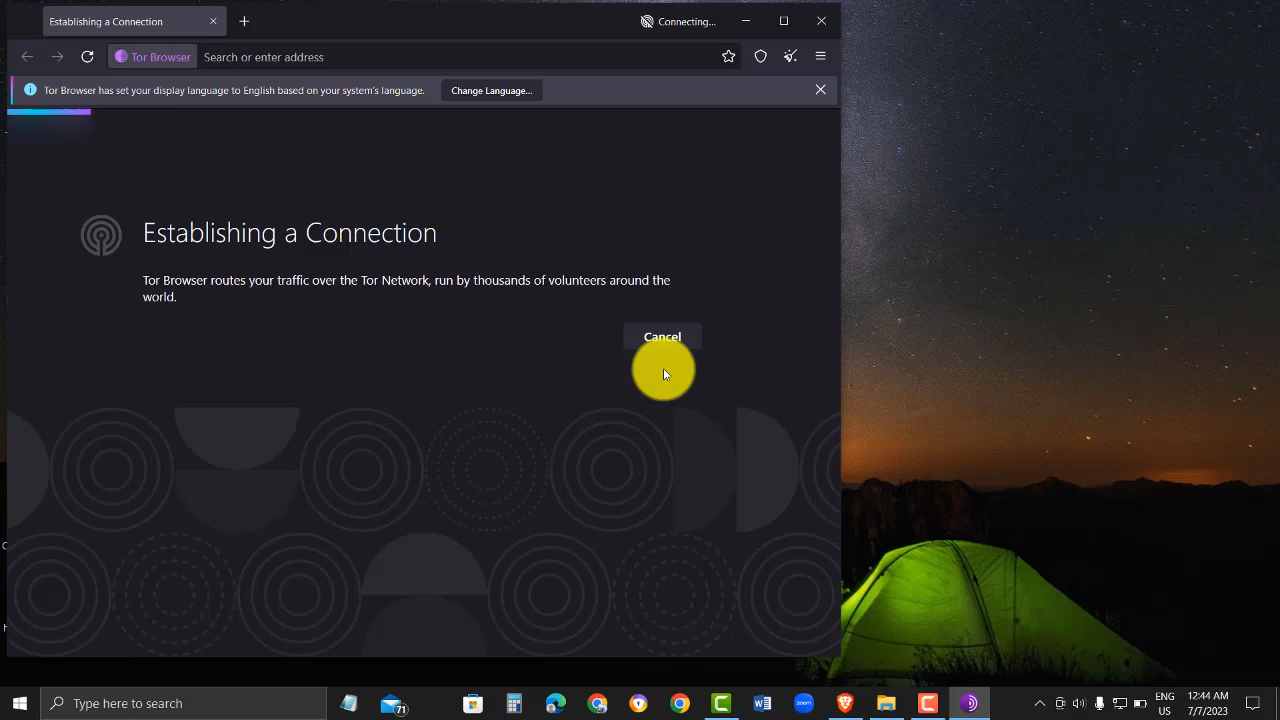 Establishing a Connection
Connecting...
Tor Browser
Search or enter address
Tor Browser has set your display language to English based on your system's language.
Change Language...
Establishing a Connection
Tor Browser routes your traffic over the Tor Network, run by thousands of volunteers around the
world.
Cancel
Type here to search
71
zoom
ENG
US
12:44 AM
7/7/2023